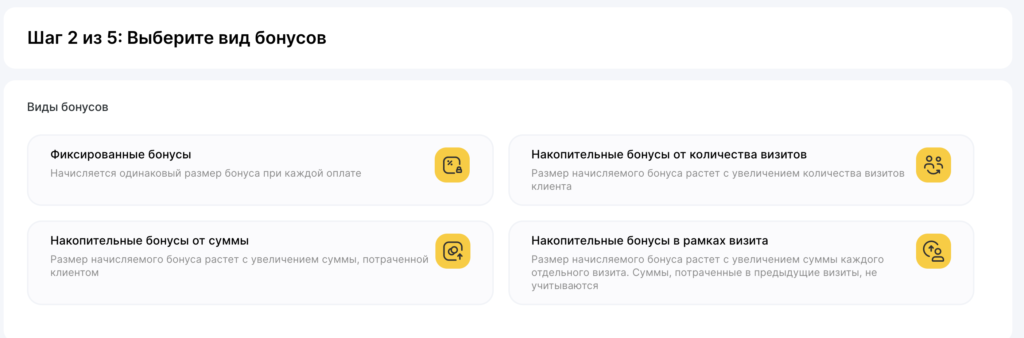 Шаг 2 из 5: Выберите вид бонусов
Виды бонусов
Фиксированные бонусы
Начисляется одинаковый размер бонуса при каждой оплате
Накопительные бонусы от количества визитов
Размер начисляемого бонуса растет с увеличением количества визитов
клиента
Накопительные бонусы от суммы
Размер начисляемого бонуса растет с увеличением суммы, потраченной
клиентом
Накопительные бонусы в рамках визита
Размер начисляемого бонуса растет с увеличением суммы каждого
отдельного визита. Суммы, потраченные в предыдущие визиты, не
учитываются